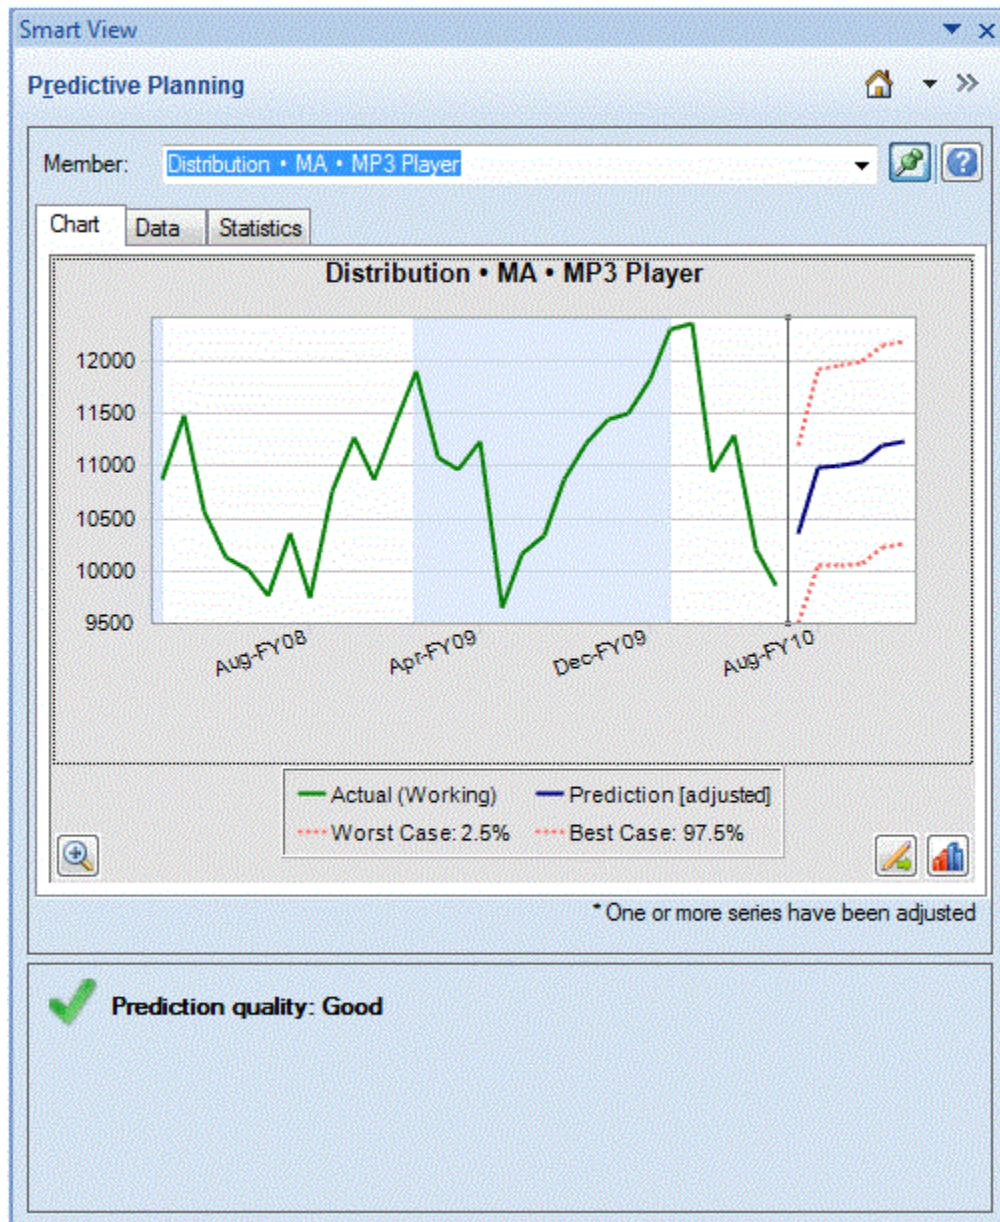 Smart View
Predictive Planning
Member: Distribution • MA • MP3 Player
Chart Data Statistics
Distribution • MA • MP3 Player
12000
11500
11000
10500
10000
9500
Aug-FY08 Apr-FY09 Dec-FY09 Aug-FY10
Actual (Working) Prediction [adjusted]
Worst Case: 2.5% Best Case: 97.5%
* One or more series have been adjusted
Prediction quality: Good